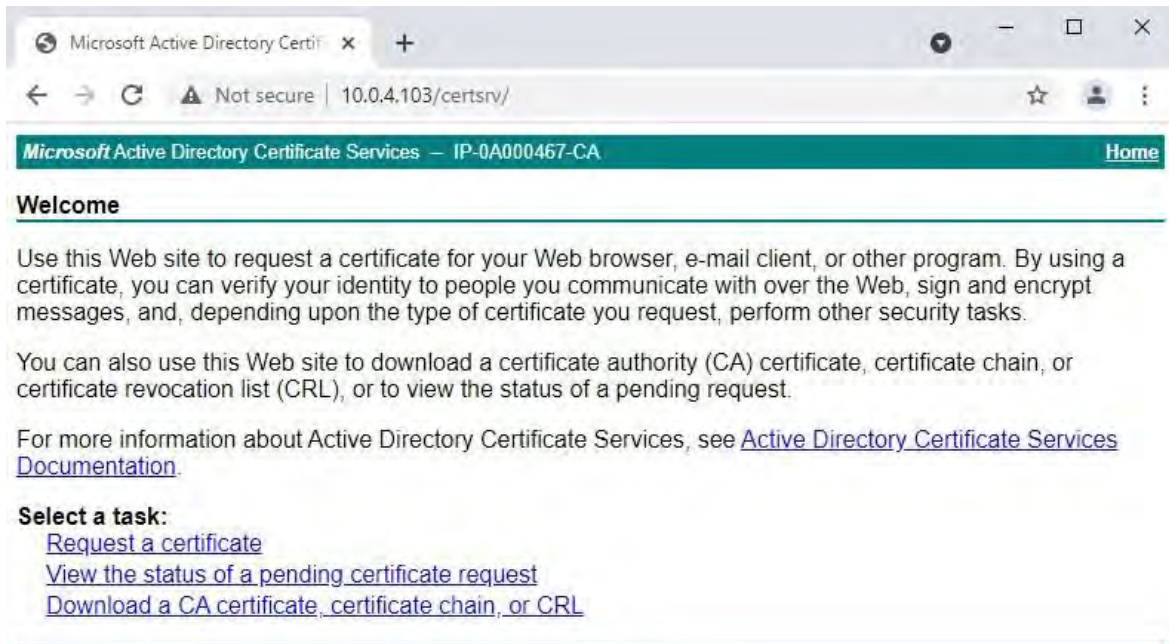 Microsoft Active Directory Certif
Not secure | 10.0.4.103/certsrv/
Microsoft Active Directory Certificate Services – IP-0A000467-CA Home
Welcome
Use this Web site to request a certificate for your Web browser, e-mail client, or other program. By using a
certificate, you can verify your identity to people you communicate with over the Web, sign and encrypt
messages, and, depending upon the type of certificate you request, perform other security tasks.
You can also use this Web site to download a certificate authority (CA) certificate, certificate chain, or
certificate revocation list (CRL), or to view the status of a pending request.
For more information about Active Directory Certificate Services, see Active Directory Certificate Services
Documentation.
Select a task:
Request a certificate
View the status of a pending certificate request
Download a CA certificate, certificate chain, or CRL